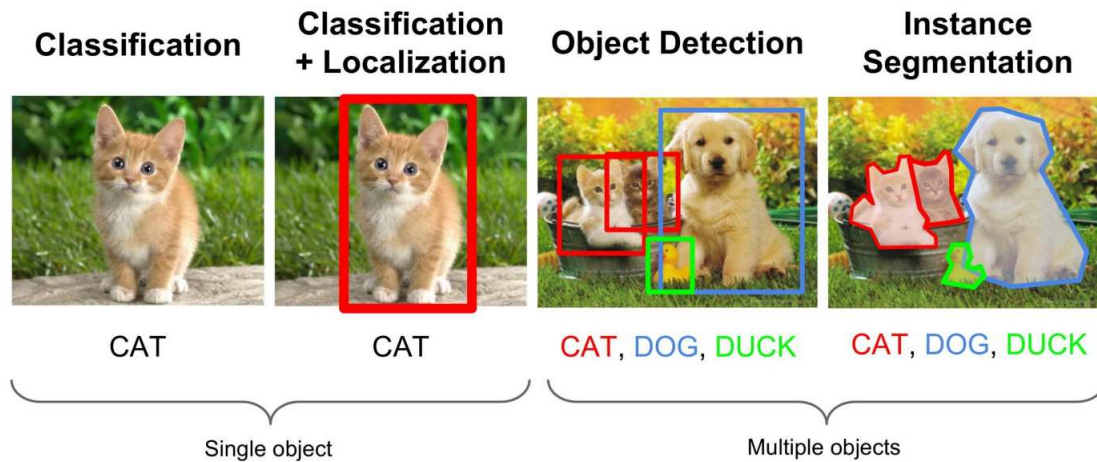 Classification
Classification
+ Localization
Object Detection
Instance
Segmentation
CAT
CAT
CAT, DOG, DUCK
CAT, DOG, DUCK
Single object
Multiple objects